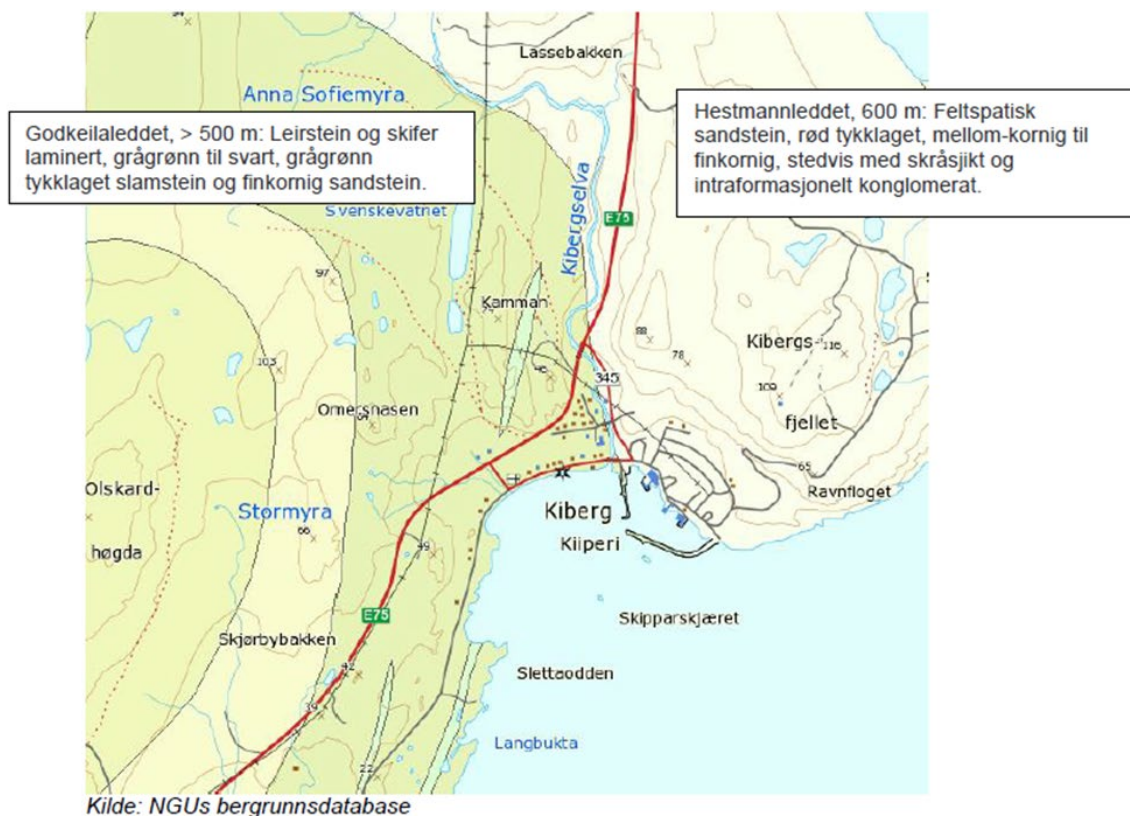 Lassebakken
Anna Sofiemyra
Godkeilaleddet, > 500 m: Leirstein og skifer
laminert, grågrønn til svart, grågrønn
tykklaget slamstein og finkornig sandstein.
Hestmannleddet, 600 m: Feltspatisk
sandstein, rød tykklaget, mellom-kornig til
finkornig, stedvis med skråsjikt og
intraformasjonelt konglomerat.
Svenskevatnet
E75
Kibergselva
97
Kamman
88
78
Kibergs-
116
103
46
345
109
Omersnasen
fjellet
65
Olskard-
høgda
Stormyra
66
Ravnfloget
Kiberg
Kiiperi
49
E75
Skipparskjæret
Skjørbybakken
42
Slettaodden
39
Langbukta
22
Kilde: NGUs bergrunnsdatabase